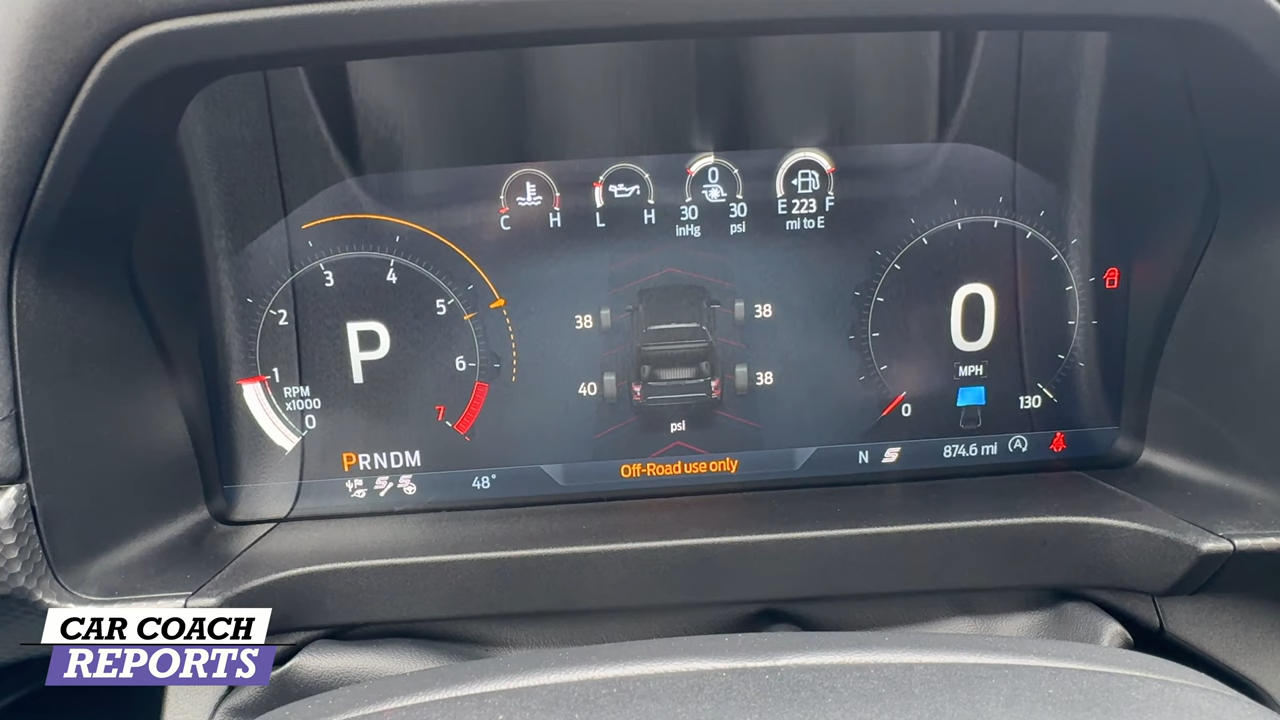 C H
L H
0
30 30
inHg psi
E 223 F
mi to E
0 1 2 3 4 5 6 7
RPM
x1000
P
PRNDM
38 38
40 38
psi
0
MPH
0 130
48°
Off-Road use only
N S
874.6 mi
A
CAR COACH
REPORTS